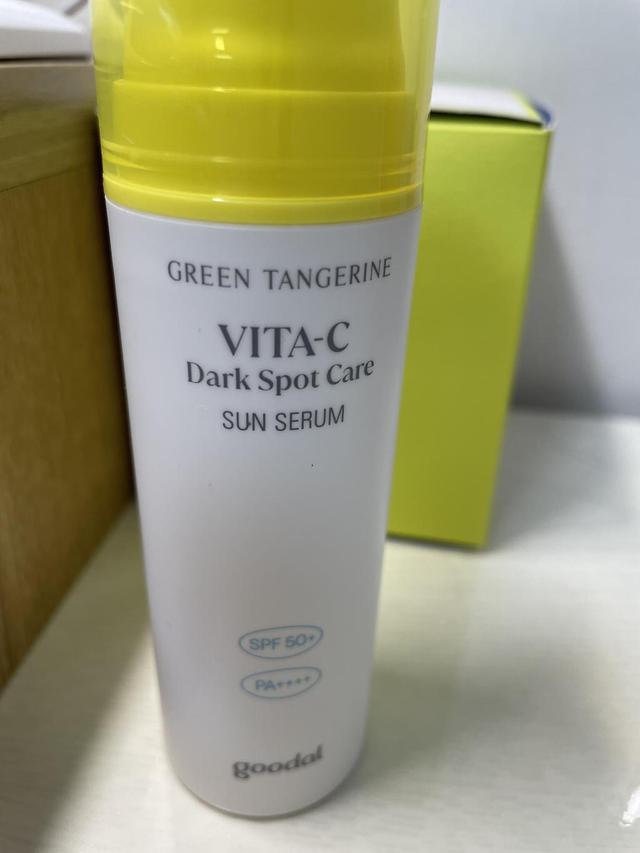 GREEN TANGERINE
VITA-C
Dark Spot Care
SUN SERUM
SPF 50+
PA++++
goodal